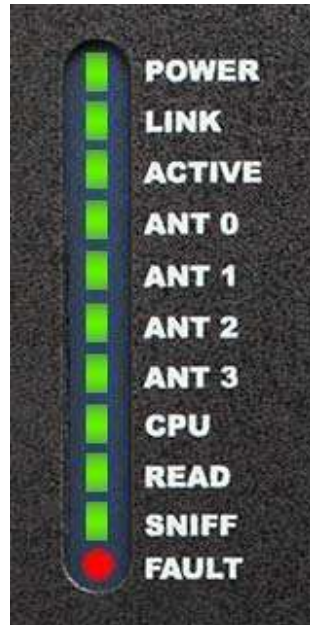 POWER
LINK
ACTIVE
ANT 0
ANT 1
ANT 2
ANT 3
CPU
READ
SNIFF
FAULT